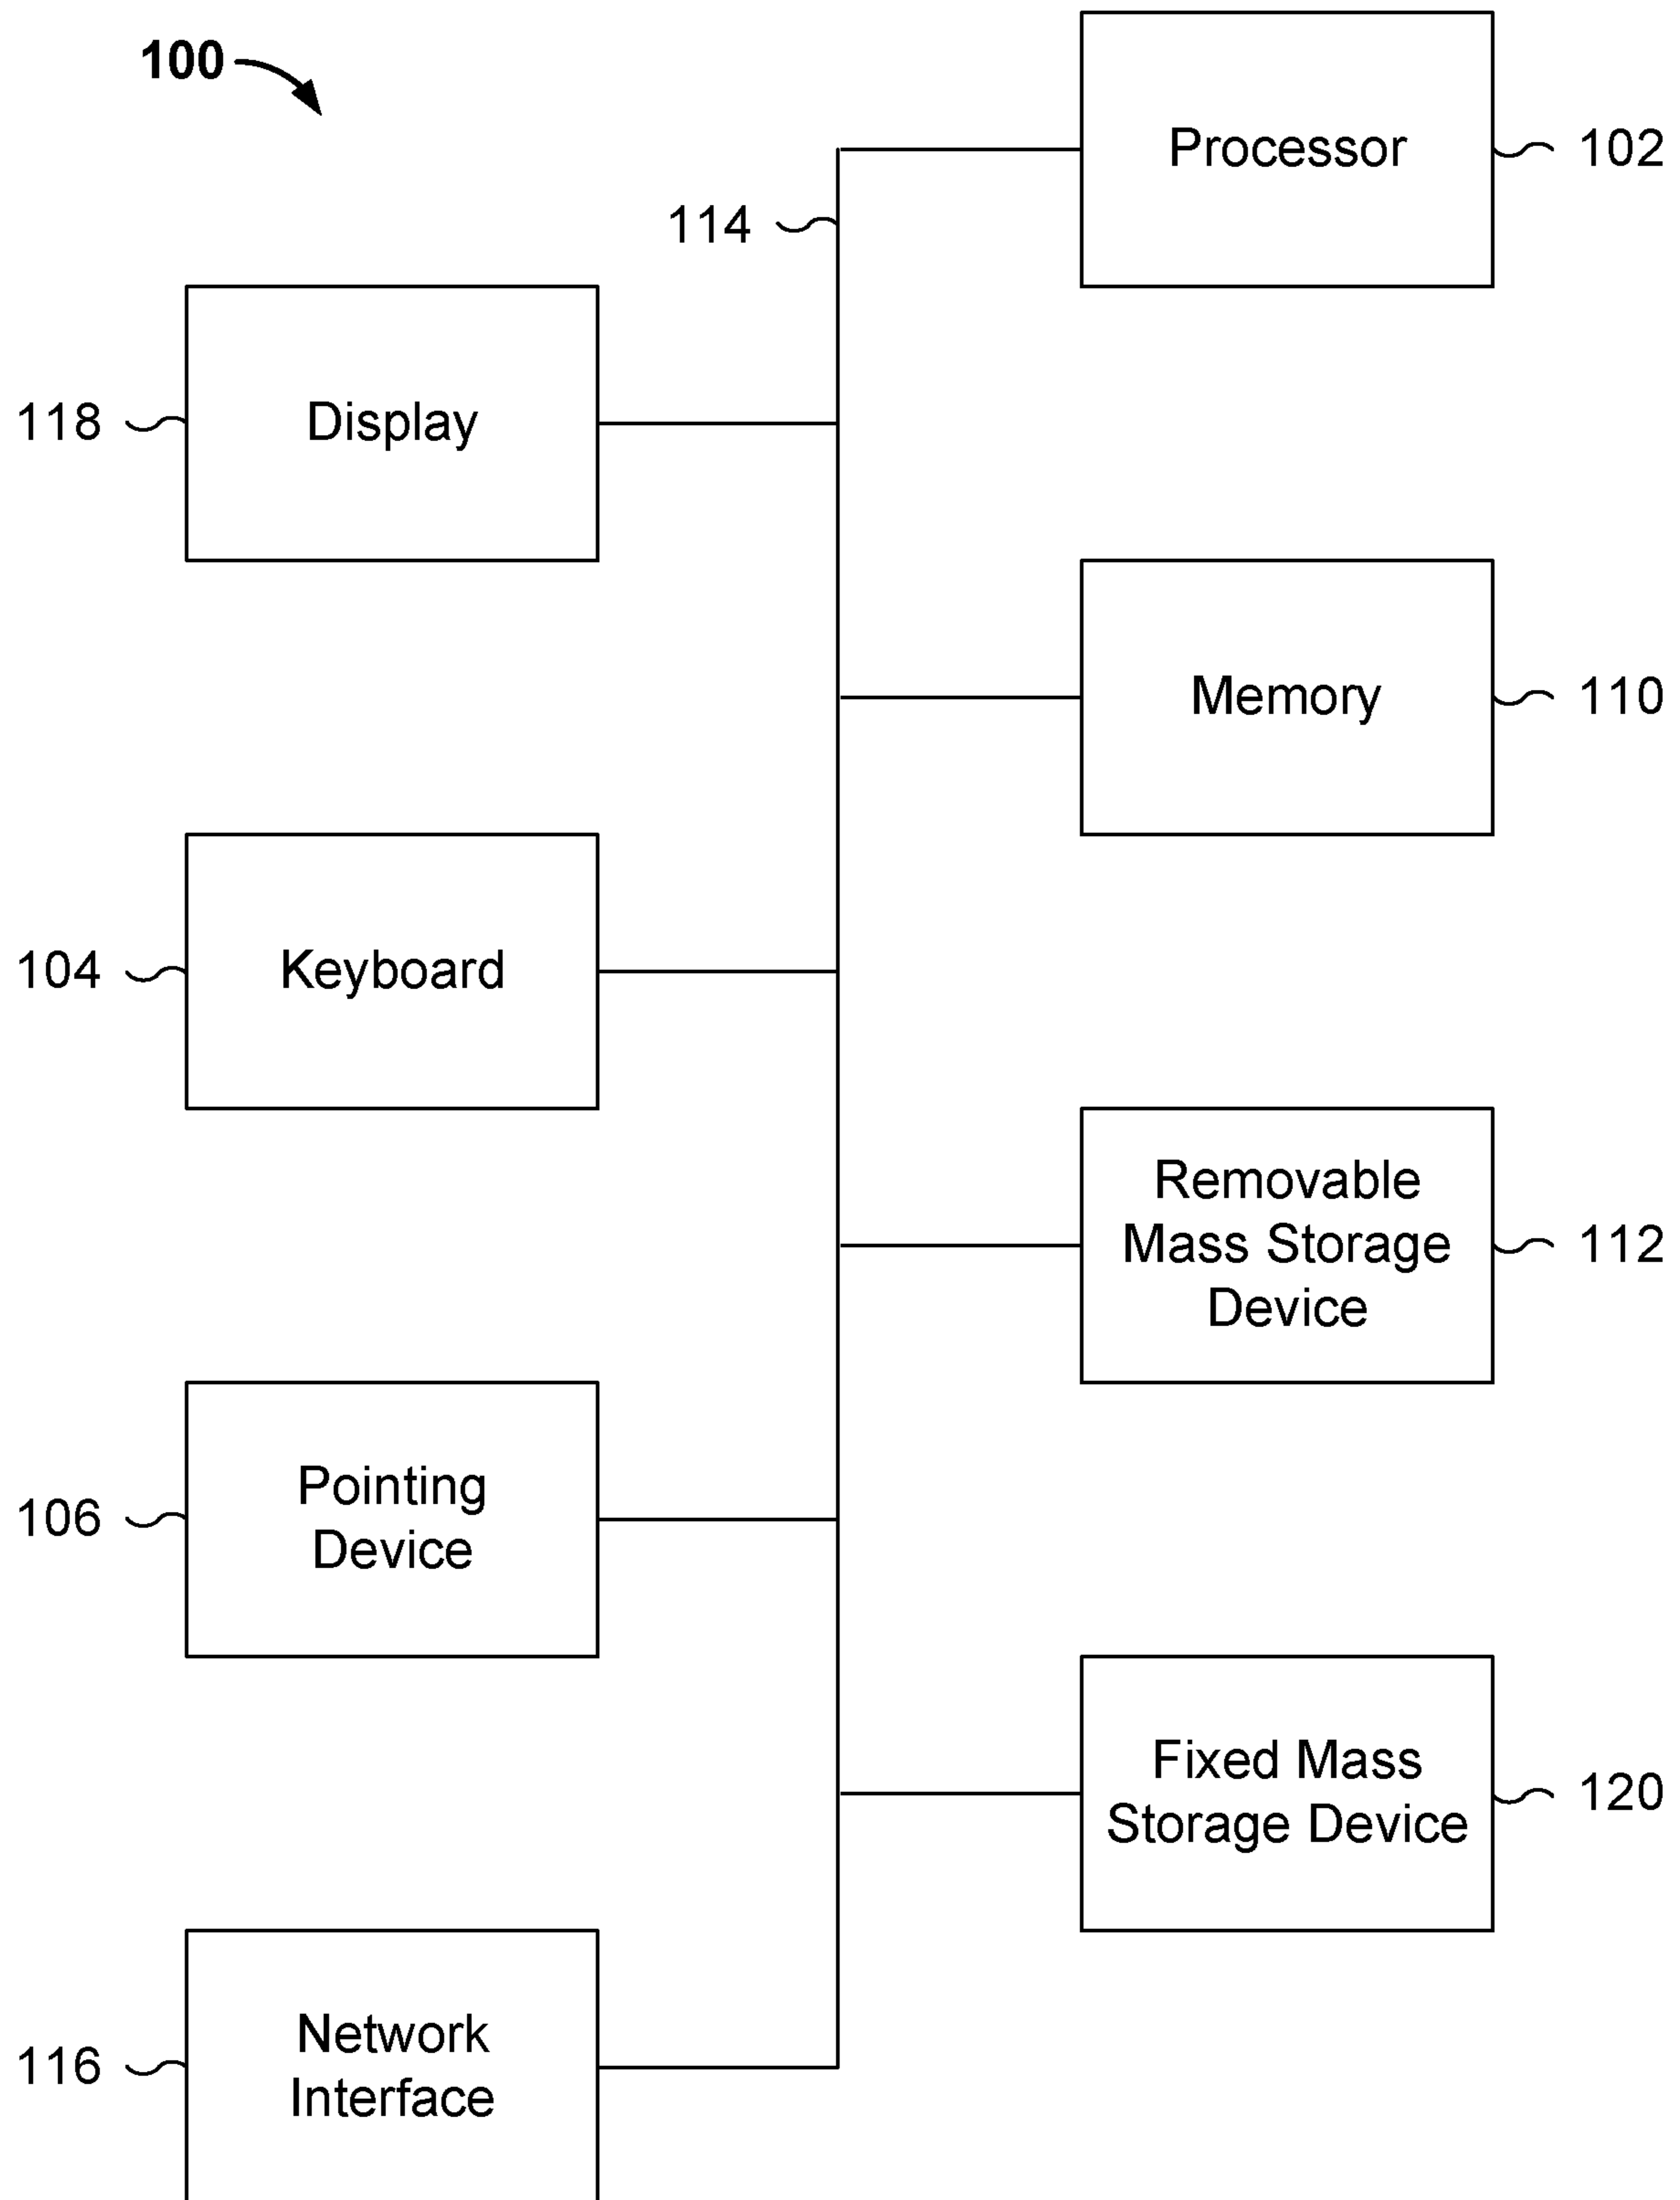 100
Processor
102
114
118
Display
Memory
110
104
Keyboard
Removable
Mass Storage
Device
112
106
Pointing
Device
Fixed Mass
Storage Device
120
116
Network
Interface